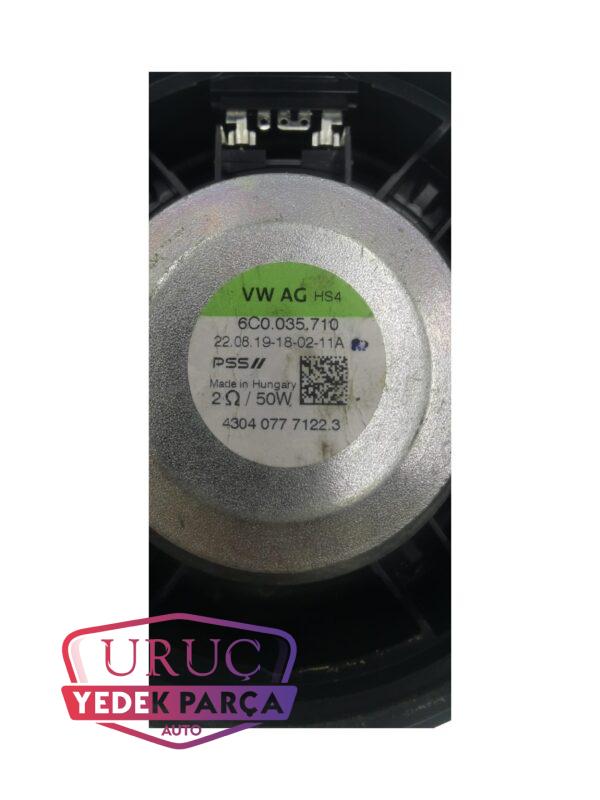 VW AG HS4
6C0.035.710
22.08.19-18-02-11A
PSS//
Made in Hungary
2Ω / 50W
4304 077 7122.3
URUÇ
YEDEK PARÇA
AUTO